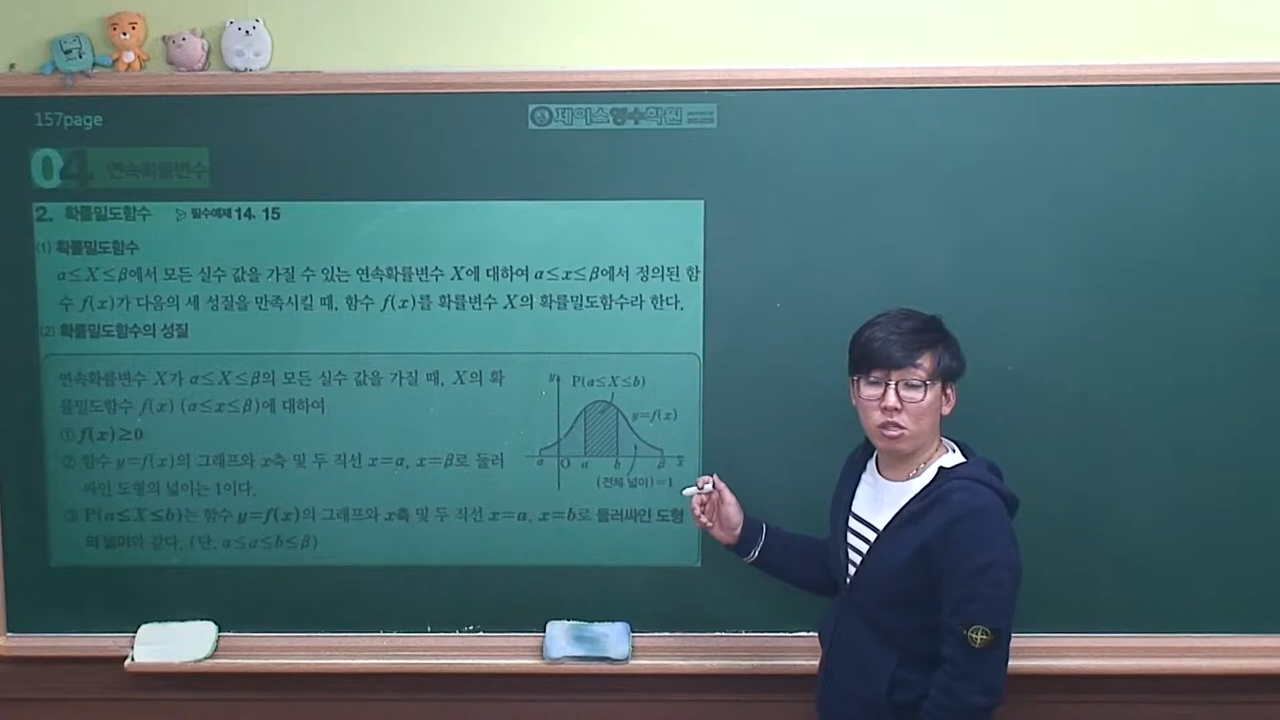 157page
제이스영수학원
04 연속확률변수
2. 확률밀도함수 ▷ 필수예제 14, 15
(1) 확률밀도함수
α≤X≤β에서 모든 실수 값을 가질 수 있는 연속확률변수 X에 대하여 α≤x≤β에서 정의된 함
수 f(x)가 다음의 세 성질을 만족시킬 때, 함수 f(x)를 확률변수 X의 확률밀도함수라 한다.
(2) 확률밀도함수의 성질
연속확률변수 X가 α≤X≤β의 모든 실수 값을 가질 때, X의 확
률밀도함수 f(x) (α≤x≤β)에 대하여
① f(x)≥0
② 함수 y=f(x)의 그래프와 x축 및 두 직선 x=α, x=β로 둘러
싸인 도형의 넓이는 1이다.
③ P(a≤X≤b)는 함수 y=f(x)의 그래프와 x축 및 두 직선 x=a, x=b로 둘러싸인 도형
의 넓이와 같다. (단, α≤a≤b≤β)
y P(a≤X≤b)
y=f(x)
α O a b β x
(전체 넓이)=1